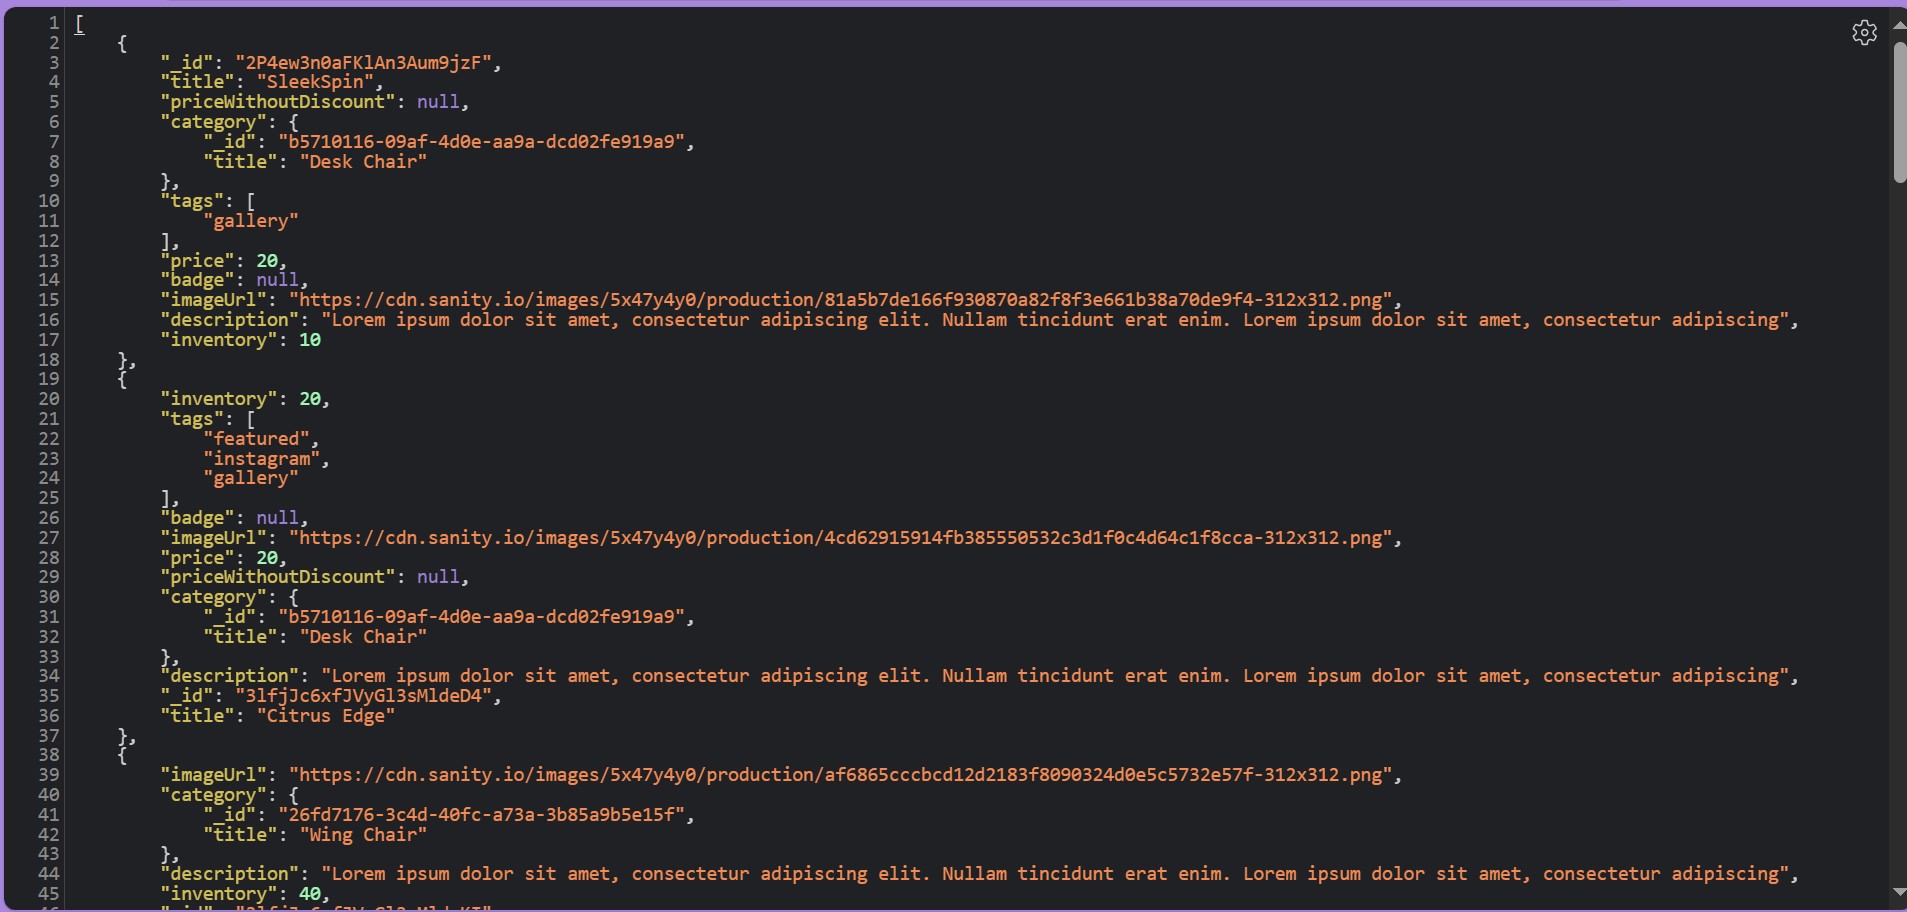 1 [
2 {
3 "_id": "2P4ew3n0aFKlAn3Aum9jzF",
4 "title": "SleekSpin",
5 "priceWithoutDiscount": null,
6 "category": {
7 "_id": "b5710116-09af-4d0e-aa9a-dcd02fe919a9",
8 "title": "Desk Chair"
9 },
10 "tags": [
11 "gallery"
12 ],
13 "price": 20,
14 "badge": null,
15 "imageUrl": "https://cdn.sanity.io/images/5x47y4y0/production/81a5b7de166f930870a82f8f3e661b38a70de9f4-312x312.png",
16 "description": "Lorem ipsum dolor sit amet, consectetur adipiscing elit. Nullam tincidunt erat enim. Lorem ipsum dolor sit amet, consectetur adipiscing",
17 "inventory": 10
18 },
19 {
20 "inventory": 20,
21 "tags": [
22 "featured",
23 "instagram",
24 "gallery"
25 ],
26 "badge": null,
27 "imageUrl": "https://cdn.sanity.io/images/5x47y4y0/production/4cd62915914fb385550532c3d1f0c4d64c1f8cca-312x312.png",
28 "price": 20,
29 "priceWithoutDiscount": null,
30 "category": {
31 "_id": "b5710116-09af-4d0e-aa9a-dcd02fe919a9",
32 "title": "Desk Chair"
33 },
34 "description": "Lorem ipsum dolor sit amet, consectetur adipiscing elit. Nullam tincidunt erat enim. Lorem ipsum dolor sit amet, consectetur adipiscing",
35 "_id": "3lfjJc6xfJVyGl3sMldeD4",
36 "title": "Citrus Edge"
37 },
38 {
39 "imageUrl": "https://cdn.sanity.io/images/5x47y4y0/production/af6865cccbcd12d2183f8090324d0e5c5732e57f-312x312.png",
40 "category": {
41 "_id": "26fd7176-3c4d-40fc-a73a-3b85a9b5e15f",
42 "title": "Wing Chair"
43 },
44 "description": "Lorem ipsum dolor sit amet, consectetur adipiscing elit. Nullam tincidunt erat enim. Lorem ipsum dolor sit amet, consectetur adipiscing",
45 "inventory": 40,